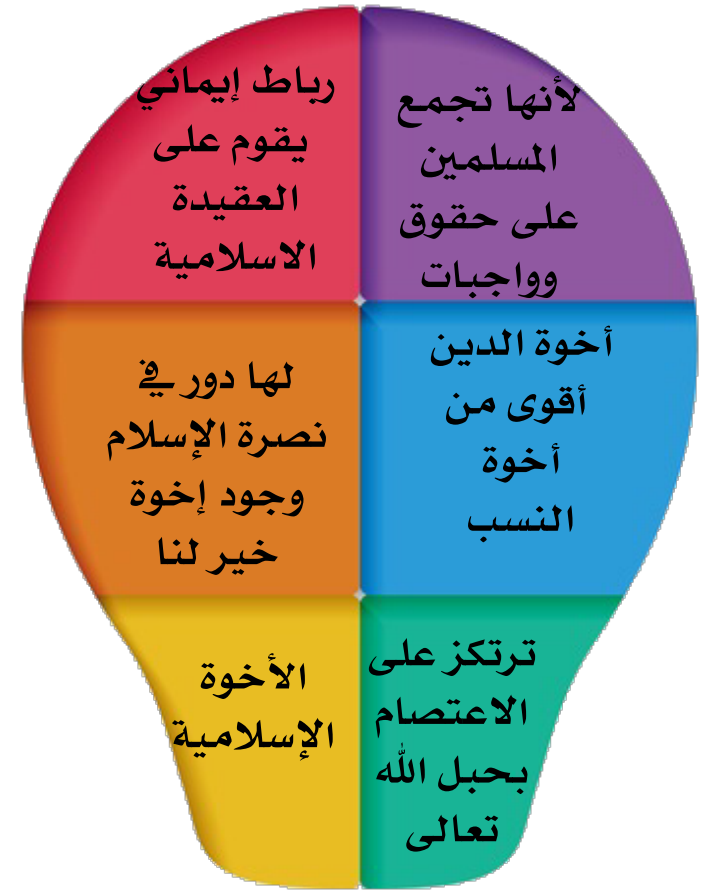 لأنها تجمع
المسلمين
على حقوق
وواجبات
رباط إيماني
يقوم على
العقيدة
الاسلامية
أخوة الدين
أقوى من
أخوة
النسب
لها دور في
نصرة الإسلام
وجود إخوة
خير لنا
ترتكز على
الاعتصام
بحبل الله
تعالى
الأخوة
الإسلامية